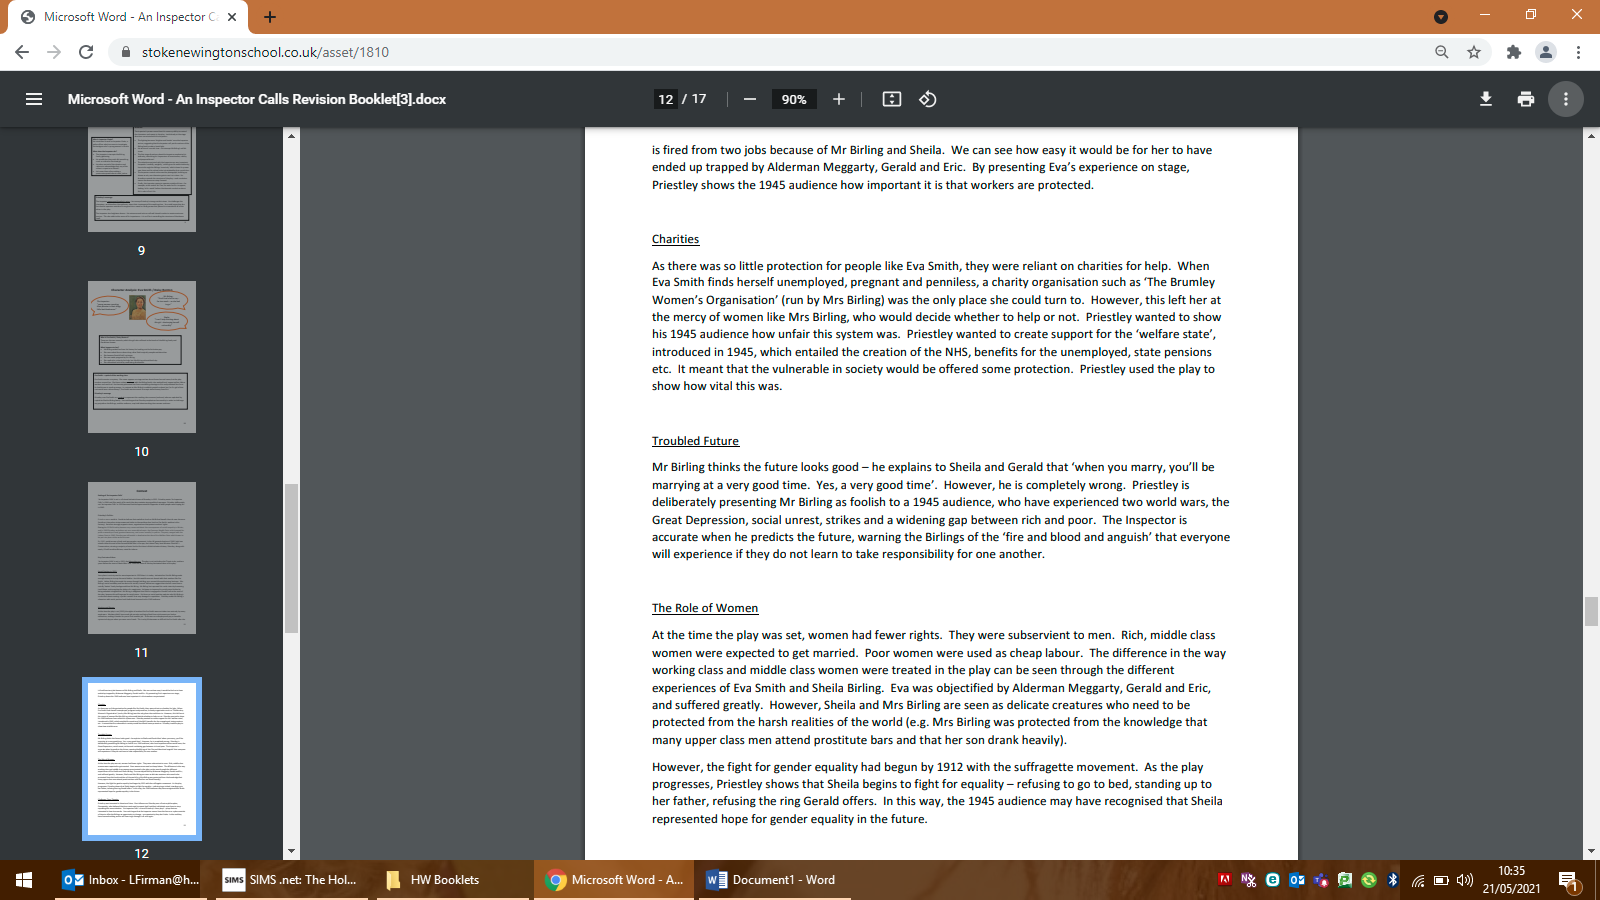 Microsoft Word - An Inspector C
stokenewingtonschool.co.uk/asset/1810
Microsoft Word - An Inspector Calls Revision Booklet[3].docx
12 / 17
90%
9
10
11
12
is fired from two jobs because of Mr Birling and Sheila. We can see how easy it would be for her to have
ended up trapped by Alderman Meggarty, Gerald and Eric. By presenting Eva's experience on stage,
Priestley shows the 1945 audience how important it is that workers are protected.
Charities
As there was so little protection for people like Eva Smith, they were reliant on charities for help. When
Eva Smith finds herself unemployed, pregnant and penniless, a charity organisation such as 'The Brumley
Women's Organisation' (run by Mrs Birling) was the only place she could turn to. However, this left her at
the mercy of women like Mrs Birling, who would decide whether to help or not. Priestley wanted to show
his 1945 audience how unfair this system was. Priestley wanted to create support for the 'welfare state',
introduced in 1945, which entailed the creation of the NHS, benefits for the unemployed, state pensions
etc. It meant that the vulnerable in society would be offered some protection. Priestley used the play to
show how vital this was.
Troubled Future
Mr Birling thinks the future looks good – he explains to Sheila and Gerald that 'when you marry, you'll be
marrying at a very good time. Yes, a very good time'. However, he is completely wrong. Priestley is
deliberately presenting Mr Birling as foolish to a 1945 audience, who have experienced two world wars, the
Great Depression, social unrest, strikes and a widening gap between rich and poor. The Inspector is
accurate when he predicts the future, warning the Birlings of the 'fire and blood and anguish' that everyone
will experience if they do not learn to take responsibility for one another.
The Role of Women
At the time the play was set, women had fewer rights. They were subservient to men. Rich, middle class
women were expected to get married. Poor women were used as cheap labour. The difference in the way
working class and middle class women were treated in the play can be seen through the different
experiences of Eva Smith and Sheila Birling. Eva was objectified by Alderman Meggarty, Gerald and Eric,
and suffered greatly. However, Sheila and Mrs Birling are seen as delicate creatures who need to be
protected from the harsh realities of the world (e.g. Mrs Birling was protected from the knowledge that
many upper class men attend prostitute bars and that her son drank heavily).
However, the fight for gender equality had begun by 1912 with the suffragette movement. As the play
progresses, Priestley shows that Sheila begins to fight for equality – refusing to go to bed, standing up to
her father, refusing the ring Gerald offers. In this way, the 1945 audience may have recognised that Sheila
represented hope for gender equality in the future.
Inbox - LFirman@h...
SIMS SIMS .net: The Hol...
HW Booklets
Microsoft Word - A...
Document1 - Word
10:35
21/05/2021
1